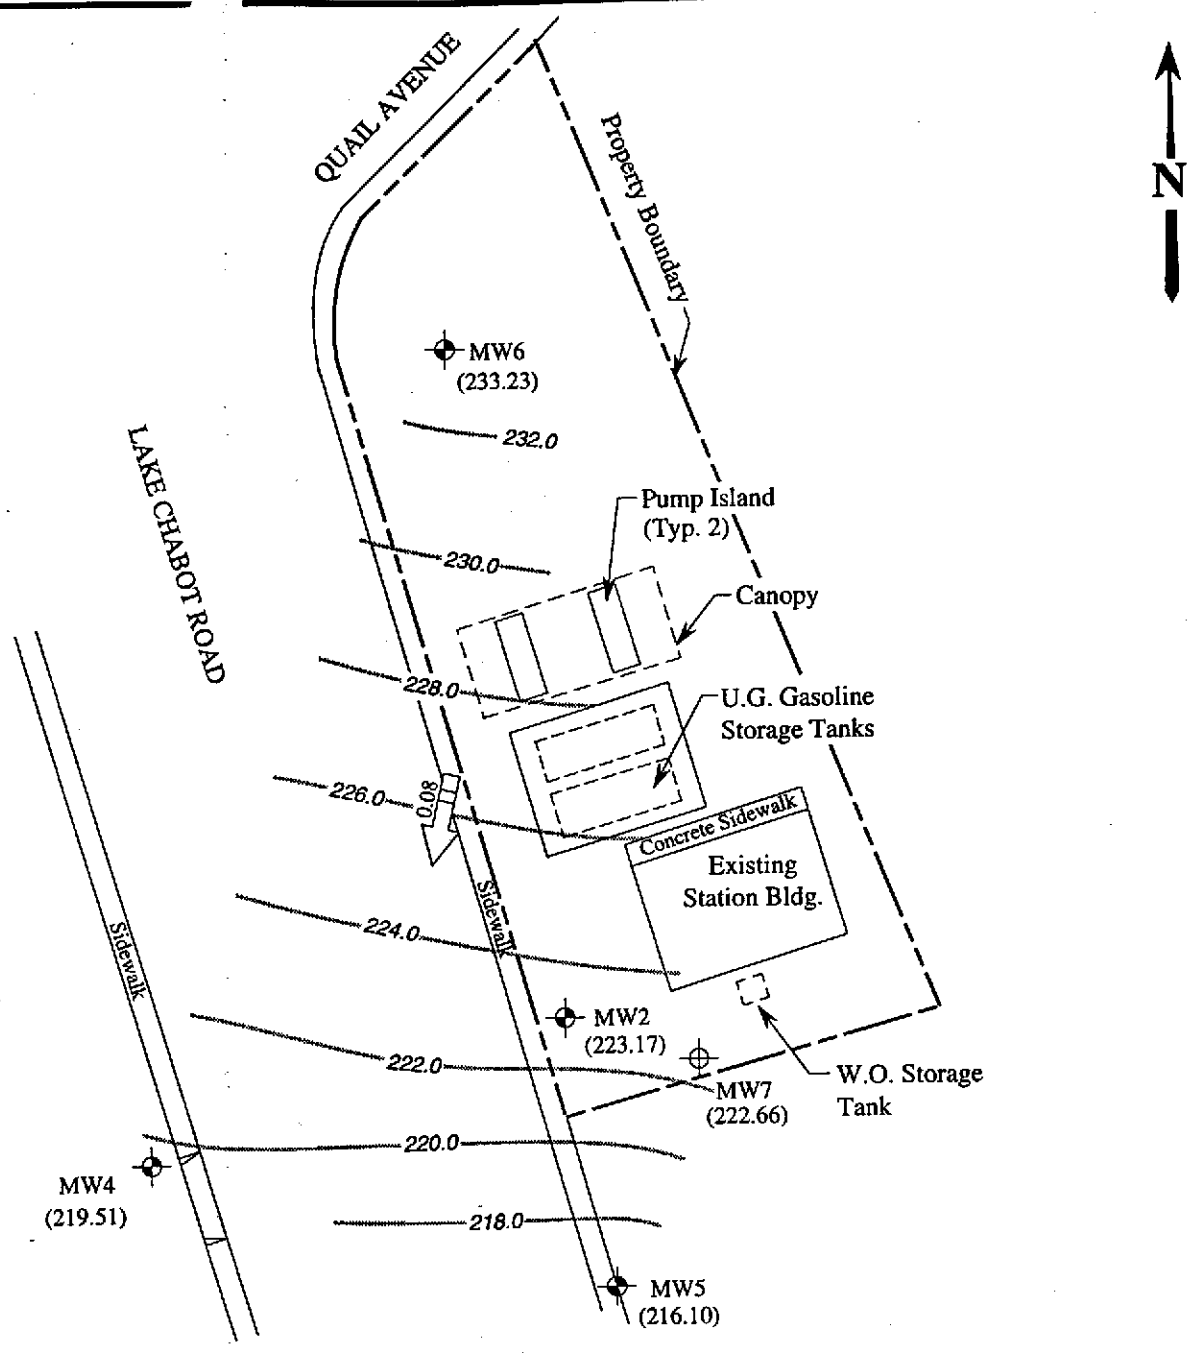 QUAIL AVENUE
Property Boundary
N
MW6
(233.23)
232.0
LAKE CHABOT ROAD
Pump Island
(Typ. 2)
230.0
Canopy
228.0
U.G. Gasoline
Storage Tanks
226.0
0.08
Concrete Sidewalk
Existing
Station Bldg.
Sidewalk
224.0
Sidewalk
MW2
(223.17)
222.0
MW7
(222.66)
W.O. Storage
Tank
220.0
MW4
(219.51)
218.0
MW5
(216.10)